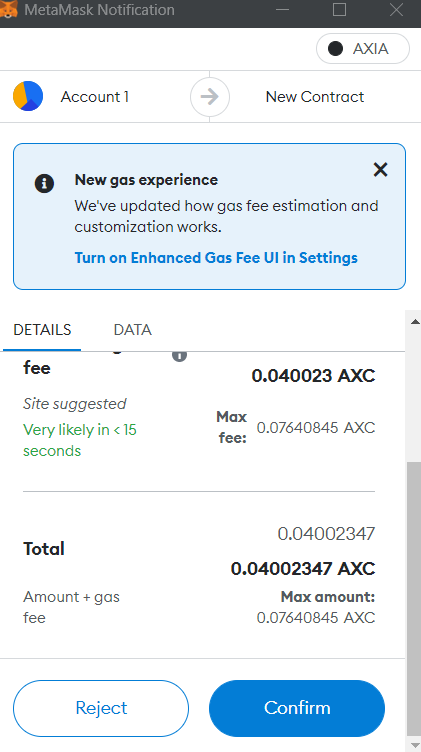 MetaMask Notification
AXIA
Account 1
New Contract
New gas experience
We've updated how gas fee estimation and
customization works.
Turn on Enhanced Gas Fee UI in Settings
DETAILS
DATA
fee
0.040023 AXC
Site suggested
Very likely in < 15
seconds
Max
fee:
0.07640845 AXC
0.04002347
Total
0.04002347 AXC
Amount + gas
fee
Max amount:
0.07640845 AXC
Reject
Confirm